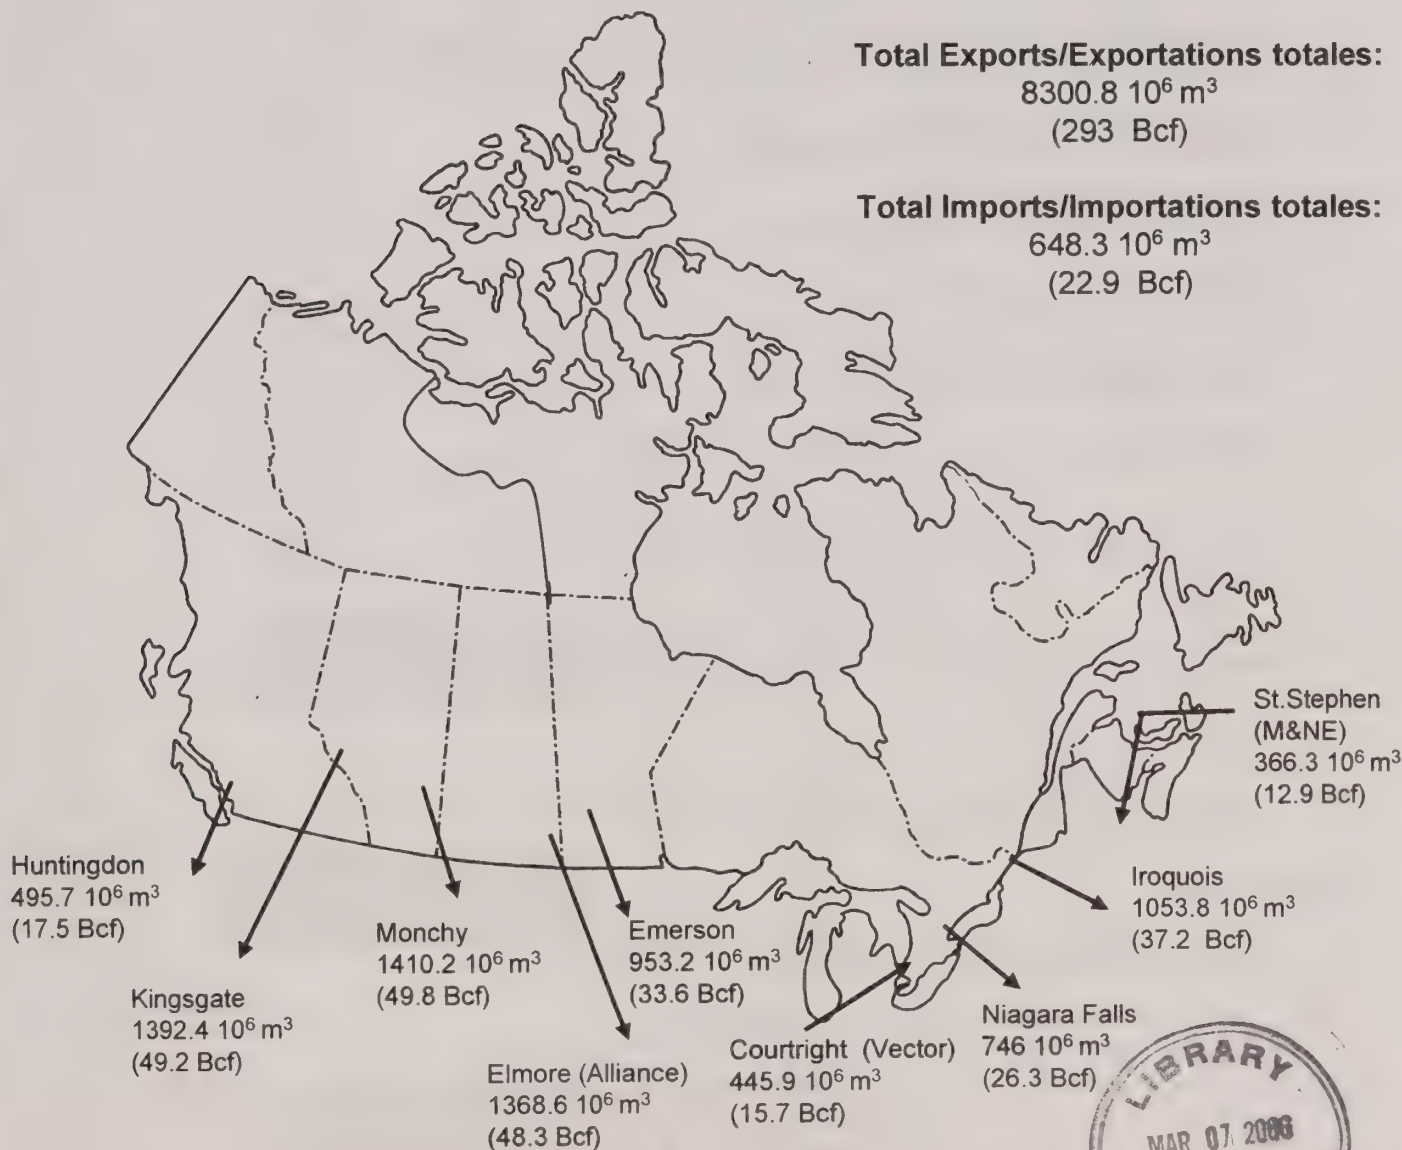 Total Exports/Exportations totales:
8300.8 10⁶ m³
(293 Bcf)
Total Imports/Importations totales:
648.3 10⁶ m³
(22.9 Bcf)
St.Stephen
(M&NE)
366.3 10⁶ m³
(12.9 Bcf)
Huntingdon
495.7 10⁶ m³
(17.5 Bcf)
Kingsgate
1392.4 10⁶ m³
(49.2 Bcf)
Monchy
1410.2 10⁶ m³
(49.8 Bcf)
Elmore (Alliance)
1368.6 10⁶ m³
(48.3 Bcf)
Emerson
953.2 10⁶ m³
(33.6 Bcf)
Courtright (Vector)
445.9 10⁶ m³
(15.7 Bcf)
Niagara Falls
746 10⁶ m³
(26.3 Bcf)
Iroquois
1053.8 10⁶ m³
(37.2 Bcf)
LIBRARY
MAR 07 2006